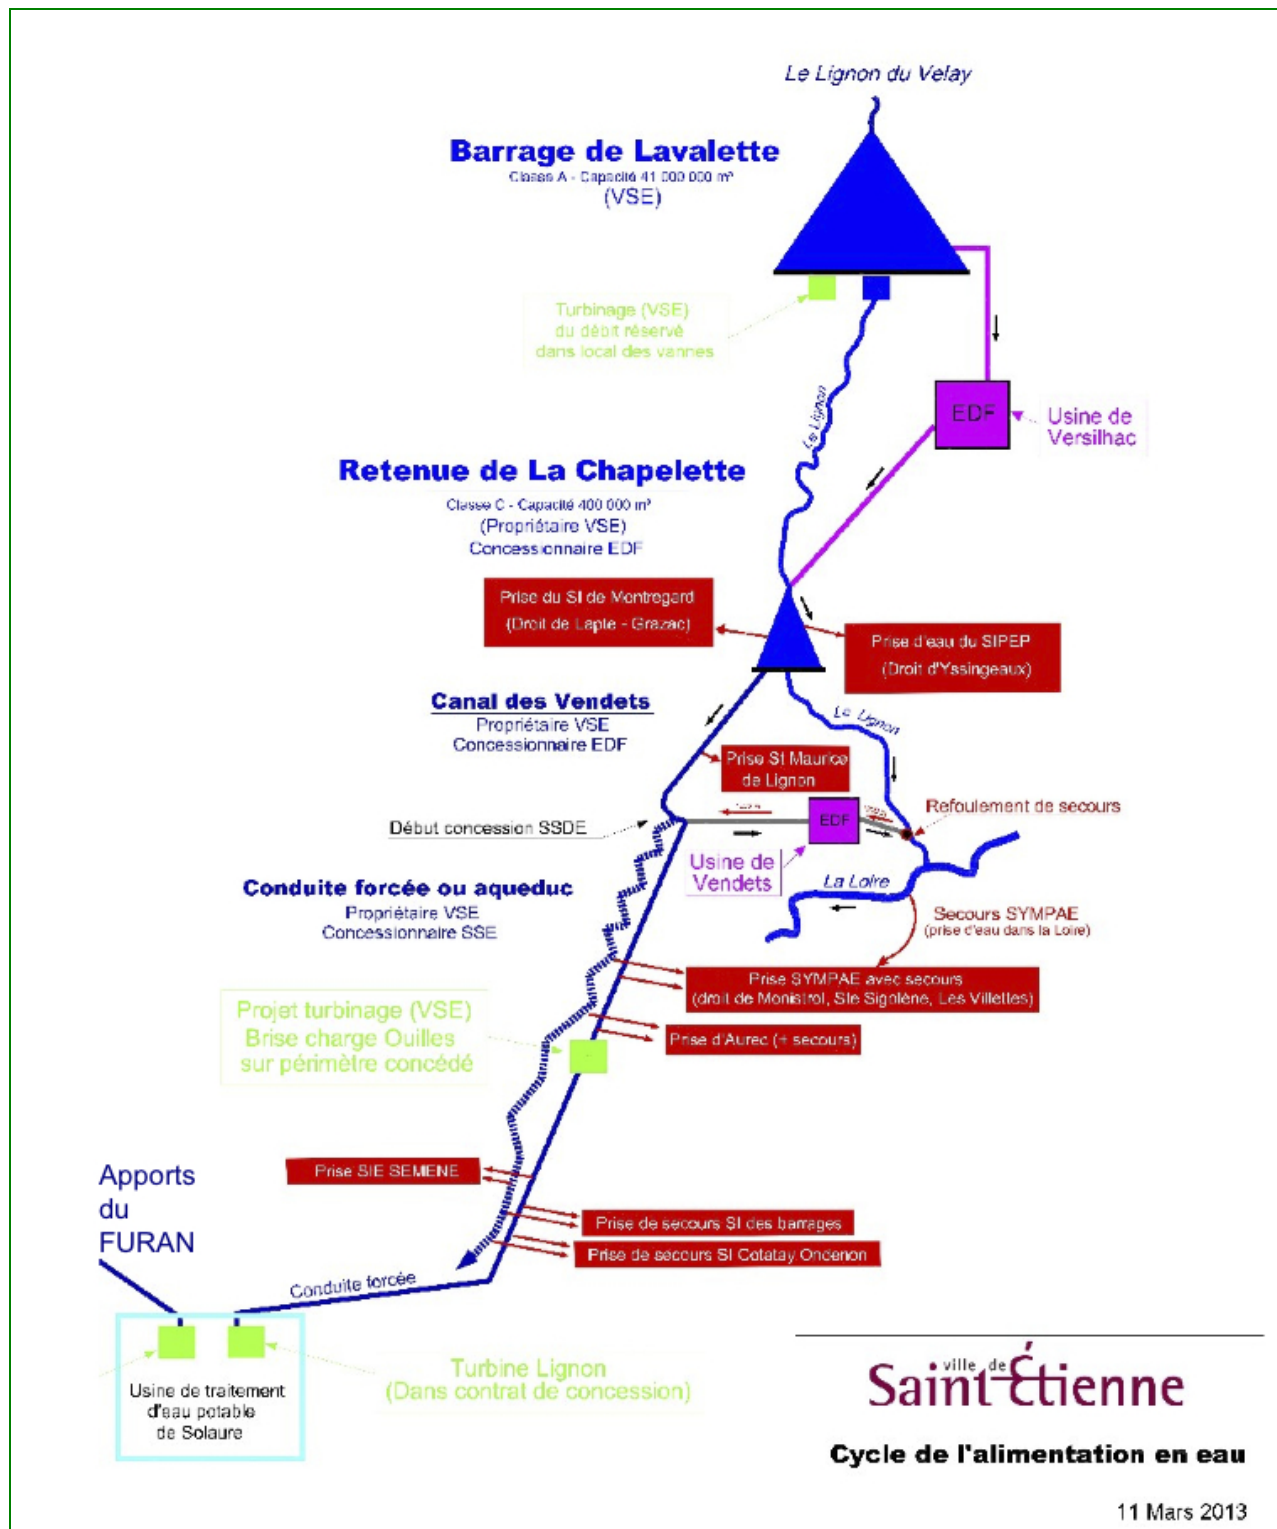 Le Lignon du Velay
Barrage de Lavalette
Classe A - Capacité 41 000 000 m³
(VSE)
Turbinage (VSE)
du débit réservé
dans local des vannes
Le Lignon
EDF
Usine de
Versilhac
Retenue de La Chapelette
Classe C - Capacité 400 000 m³
(Propriétaire VSE)
Concessionnaire EDF
Prise du SI de Montregard
(Droit de Lapte - Grazac)
Prise d'eau du SIPEP
(Droit d'Yssingeaux)
Canal des Vendets
Propriétaire VSE
Concessionnaire EDF
Le Lignon
Prise St Maurice
de Lignon
Début concession SSDE
EDF
Refoulement de secours
Usine de
Vendets
La Loire
Conduite forcée ou aqueduc
Propriétaire VSE
Concessionnaire SSE
Secours SYMPAE
(prise d'eau dans la Loire)
Prise SYMPAE avec secours
(droit de Monistrol, Ste Sigolène, Les Villettes)
Projet turbinage (VSE)
Brise charge Ouilles
sur périmètre concédé
Prise d'Aurec (+ secours)
Prise SIE SEMENE
Apports
du
FURAN
Prise de secours SI des barrages
Prise de secours SI Cotatay Ondenon
Conduite forcée
Turbine Lignon
(Dans contrat de concession)
Usine de traitement
d'eau potable
de Solaure
ville de
Saint-Étienne
Cycle de l'alimentation en eau
11 Mars 2013